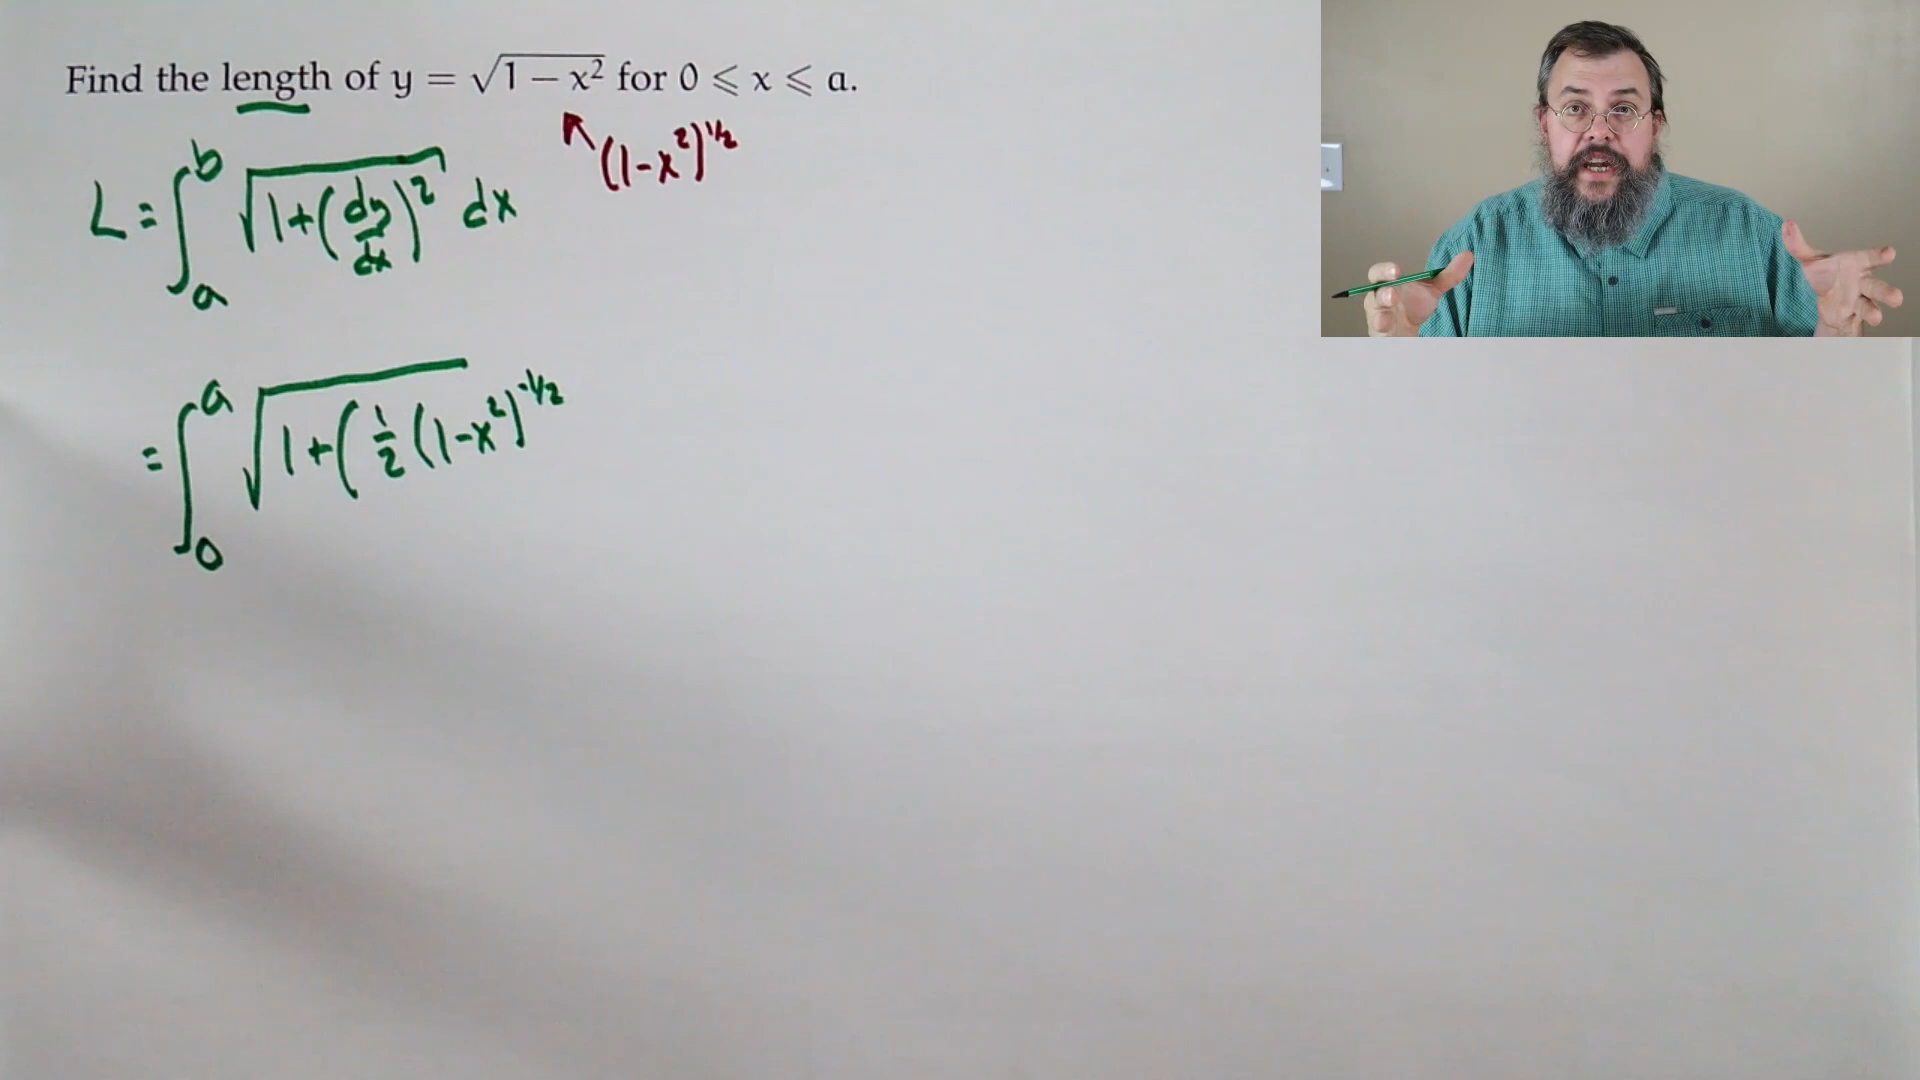 Find the length of y = √(1 − x²) for 0 ⩽ x ⩽ a.
(1-x²)^½
L = ∫_a^b √(1+(dy/dx)²) dx
= ∫_0^a √(1+(½(1-x²)^-½